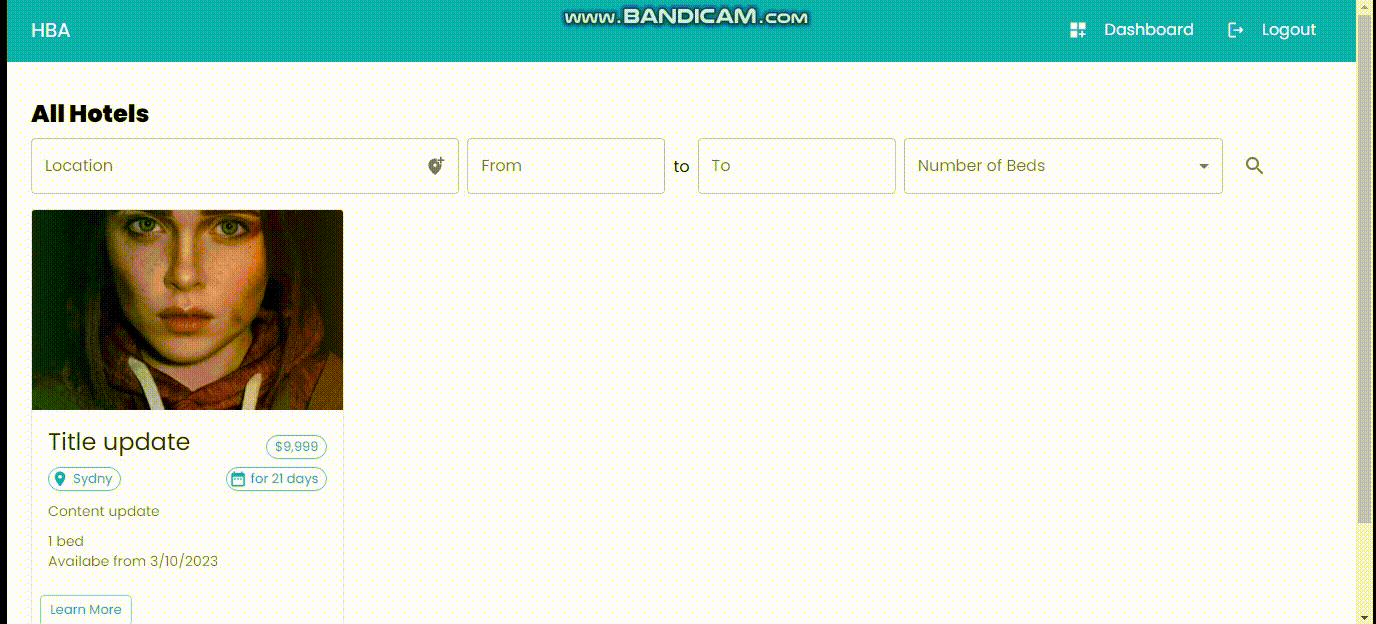 www.BANDICAM.com
HBA
Dashboard
Logout
All Hotels
Location
From
to
To
Number of Beds
Title update
$9,999
Sydny
for 21 days
Content update
1 bed
Availabe from 3/10/2023
Learn More